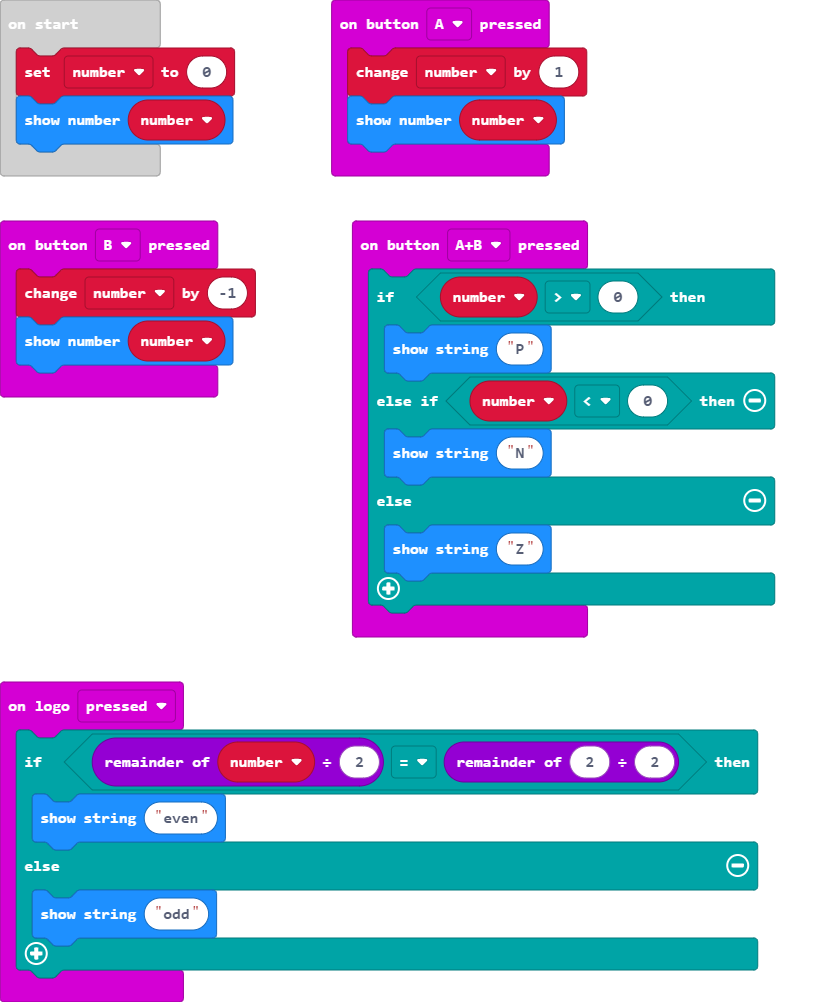 on start
set number to 0
show number number
on button A pressed
change number by 1
show number number
on button B pressed
change number by -1
show number number
on button A+B pressed
if number > 0 then
show string "P"
else if number < 0 then
show string "N"
else
show string "Z"
on logo pressed
if remainder of number ÷ 2 = remainder of 2 ÷ 2 then
show string "even"
else
show string "odd"